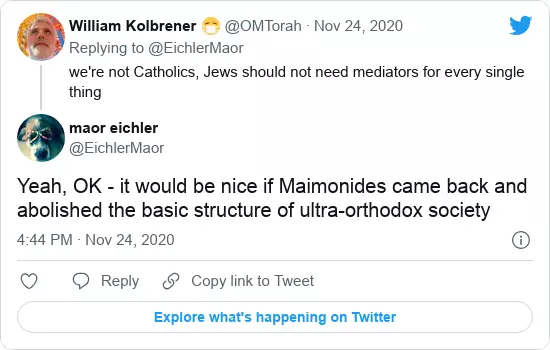 William Kolbrener 😷 @OMTorah · Nov 24, 2020
Replying to @EichlerMaor
we're not Catholics, Jews should not need mediators for every single
thing
maor eichler
@EichlerMaor
Yeah, OK - it would be nice if Maimonides came back and
abolished the basic structure of ultra-orthodox society
4:44 PM · Nov 24, 2020
Reply
Copy link to Tweet
Explore what's happening on Twitter